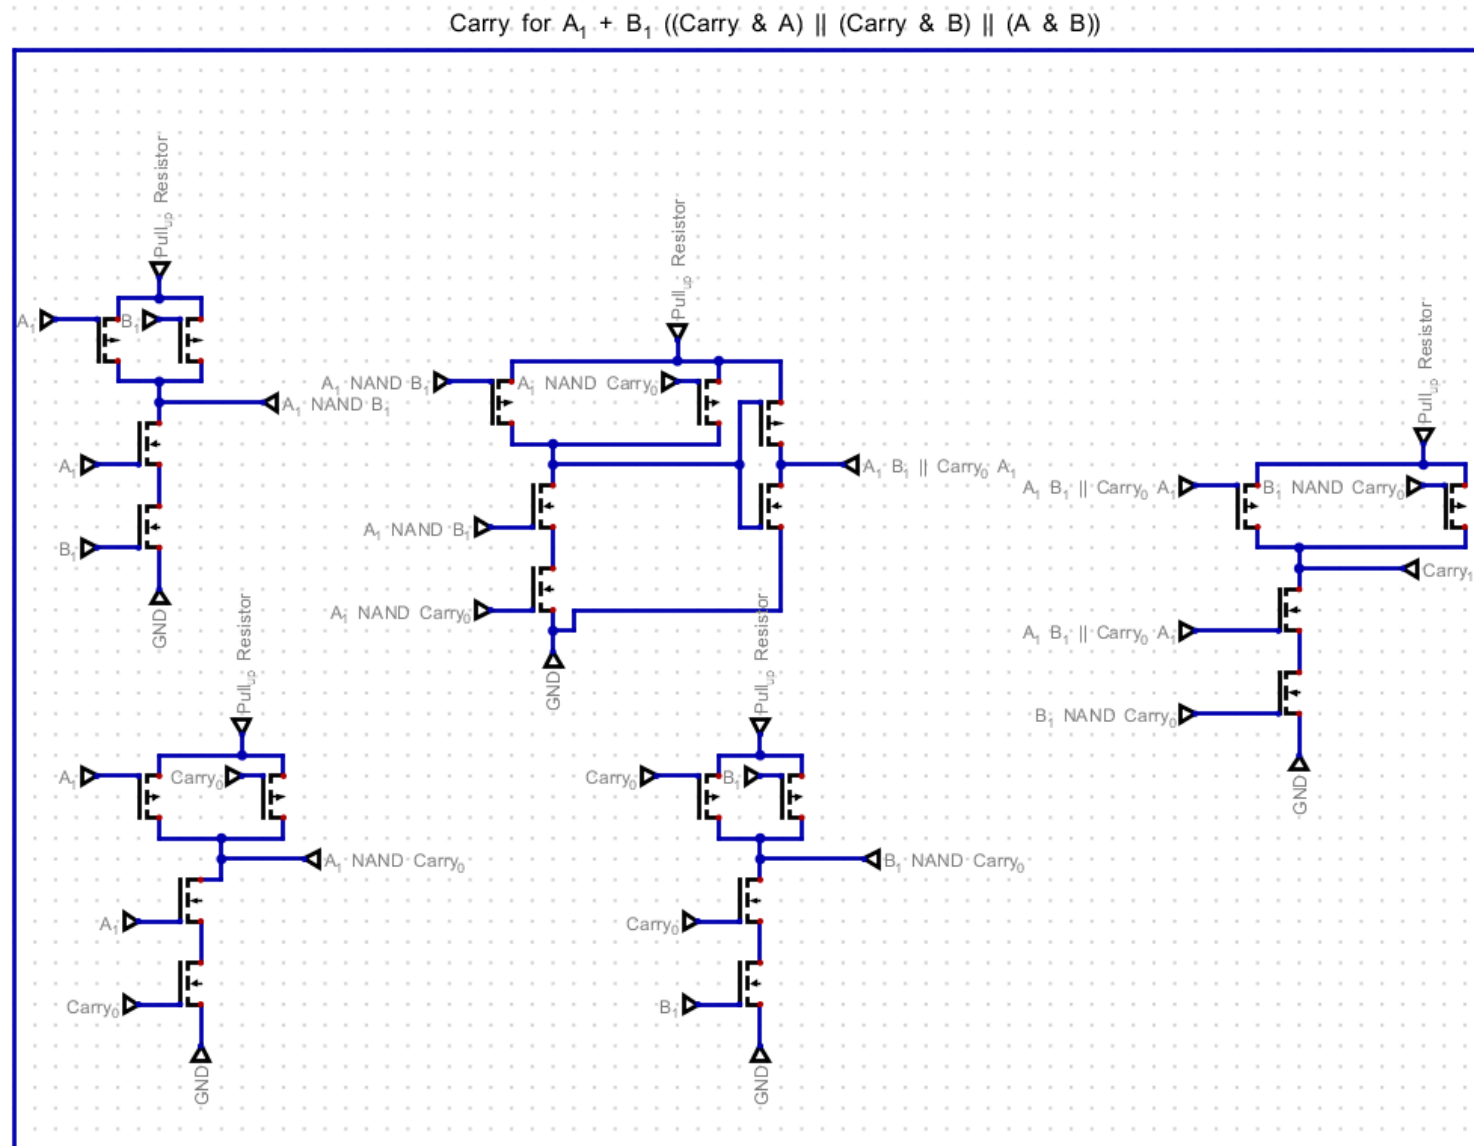 Carry for A₁ + B₁ ((Carry & A) || (Carry & B) || (A & B))
Pullᵤₚ Resistor
A₁
B₁
A₁ NAND B₁
A₁
B₁
GND
Pullᵤₚ Resistor
A₁ NAND B₁
A₁ NAND Carry₀
A₁ B₁ || Carry₀ A₁
A₁ NAND B₁
A₁ NAND Carry₀
GND
Pullᵤₚ Resistor
A₁ B₁ || Carry₀ A₁
B₁ NAND Carry₀
Carry₁
A₁ B₁ || Carry₀ A₁
B₁ NAND Carry₀
GND
Pullᵤₚ Resistor
A₁
Carry₀
A₁ NAND Carry₀
A₁
Carry₀
GND
Pullᵤₚ Resistor
Carry₀
B₁
B₁ NAND Carry₀
Carry₀
B₁
GND